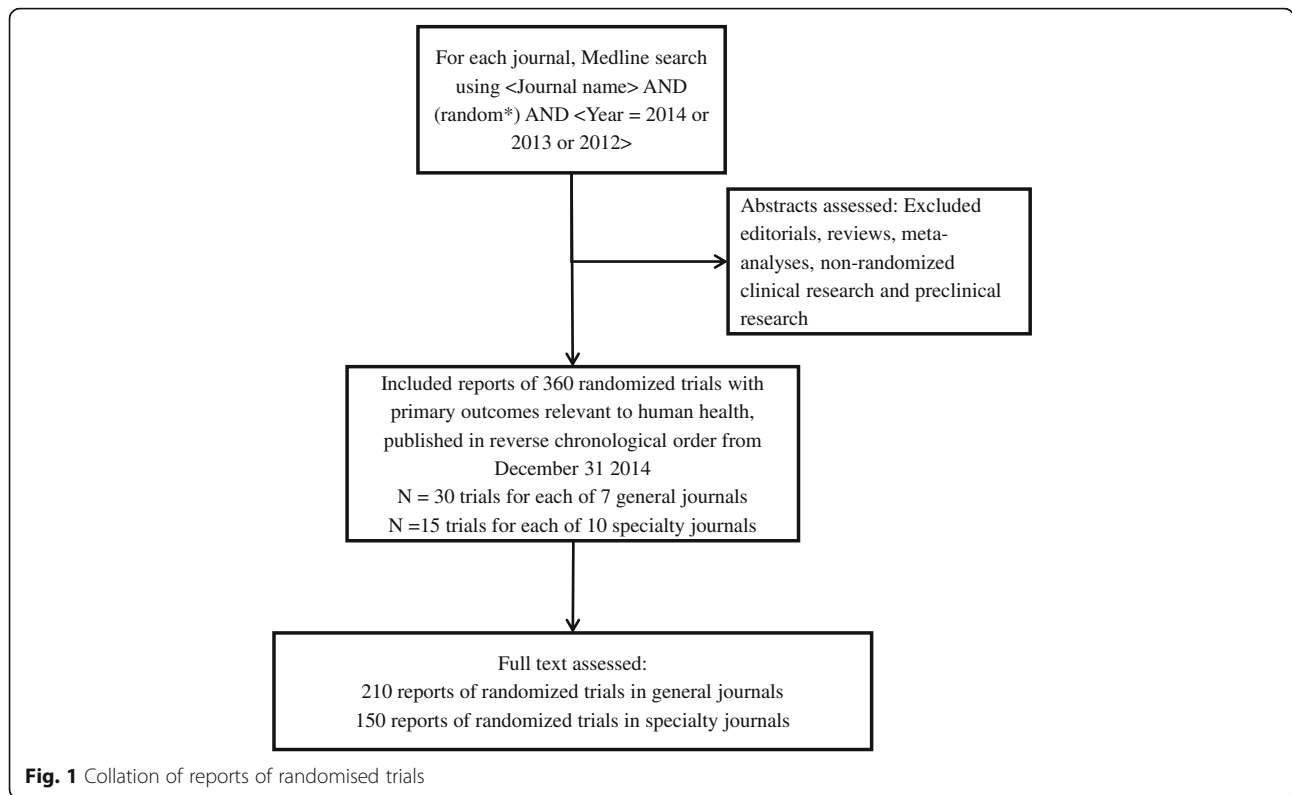 For each journal, Medline search
using <Journal name> AND
(random*) AND <Year = 2014 or
2013 or 2012>
Abstracts assessed: Excluded
editorials, reviews, meta-
analyses, non-randomized
clinical research and preclinical
research
Included reports of 360 randomized trials with
primary outcomes relevant to human health,
published in reverse chronological order from
December 31 2014
N = 30 trials for each of 7 general journals
N =15 trials for each of 10 specialty journals
Full text assessed:
210 reports of randomized trials in general journals
150 reports of randomized trials in specialty journals
Fig. 1 Collation of reports of randomised trials